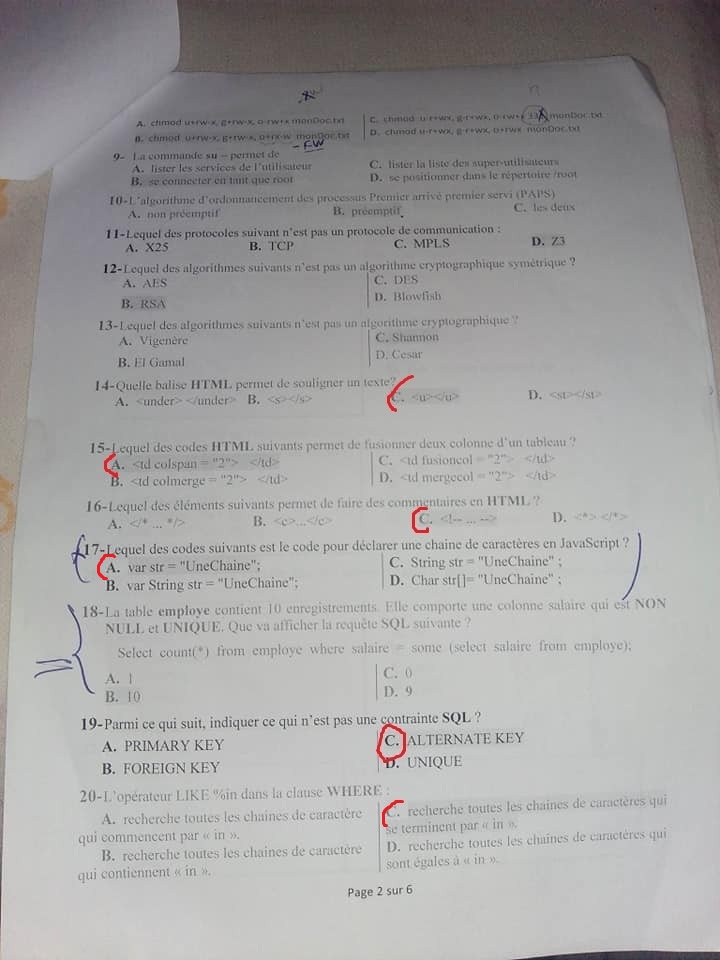 A. chmod u+rw-x, g+rw-x, o-rw+x monDoc.txt
C. chmod u-r+wx, g-r+wx, o-rw+x monDoc.txt
B. chmod u+rw-x, g+rw-x, o+rx-w monDoc.txt
D. chmod u-r+wx, g-r+wx, o+rwx monDoc.txt
- rw
9- La commande su – permet de
A. lister les services de l'utilisateur
C. lister la liste des super-utilisateurs
B. se connecter en tant que root
D. se positionner dans le répertoire /root
10-L'algorithme d'ordonnancement des processus Premier arrivé premier servi (PAPS)
A. non préemptif B. préemptif C. les deux
11-Lequel des protocoles suivant n'est pas un protocole de communication :
A. X25 B. TCP C. MPLS D. Z3
12-Lequel des algorithmes suivants n'est pas un algorithme cryptographique symétrique ?
A. AES C. DES
B. RSA D. Blowfish
13-Lequel des algorithmes suivants n'est pas un algorithme cryptographique ?
A. Vigenère C. Shannon
B. El Gamal D. Cesar
14-Quelle balise HTML permet de souligner un texte?
A. <under> </under> B. <s></s> C. <u></u> D. <st></st>
15-Lequel des codes HTML suivants permet de fusionner deux colonne d'un tableau ?
A. <td colspan = "2"> </td> C. <td fusioncol = "2"> </td>
B. <td colmerge = "2"> </td> D. <td mergecol = "2"> </td>
16-Lequel des éléments suivants permet de faire des commentaires en HTML ?
A. </* ... */> B. <c>...</c> C. <!-- ... --> D. <*> </*>
17-Lequel des codes suivants est le code pour déclarer une chaine de caractères en JavaScript ?
A. var str = "UneChaine"; C. String str = "UneChaine" ;
B. var String str = "UneChaine"; D. Char str[]= "UneChaine" ;
18-La table employe contient 10 enregistrements. Elle comporte une colonne salaire qui est NON
NULL et UNIQUE. Que va afficher la requête SQL suivante ?
Select count(*) from employe where salaire = some (select salaire from employe);
A. 1 C. 0
B. 10 D. 9
19-Parmi ce qui suit, indiquer ce qui n'est pas une contrainte SQL ?
A. PRIMARY KEY C. ALTERNATE KEY
B. FOREIGN KEY D. UNIQUE
20-L'opérateur LIKE %in dans la clause WHERE :
A. recherche toutes les chaines de caractère
qui commencent par « in ».
C. recherche toutes les chaines de caractères qui
se terminent par « in ».
B. recherche toutes les chaines de caractère
qui contiennent « in ».
D. recherche toutes les chaines de caractères qui
sont égales à « in ».
Page 2 sur 6